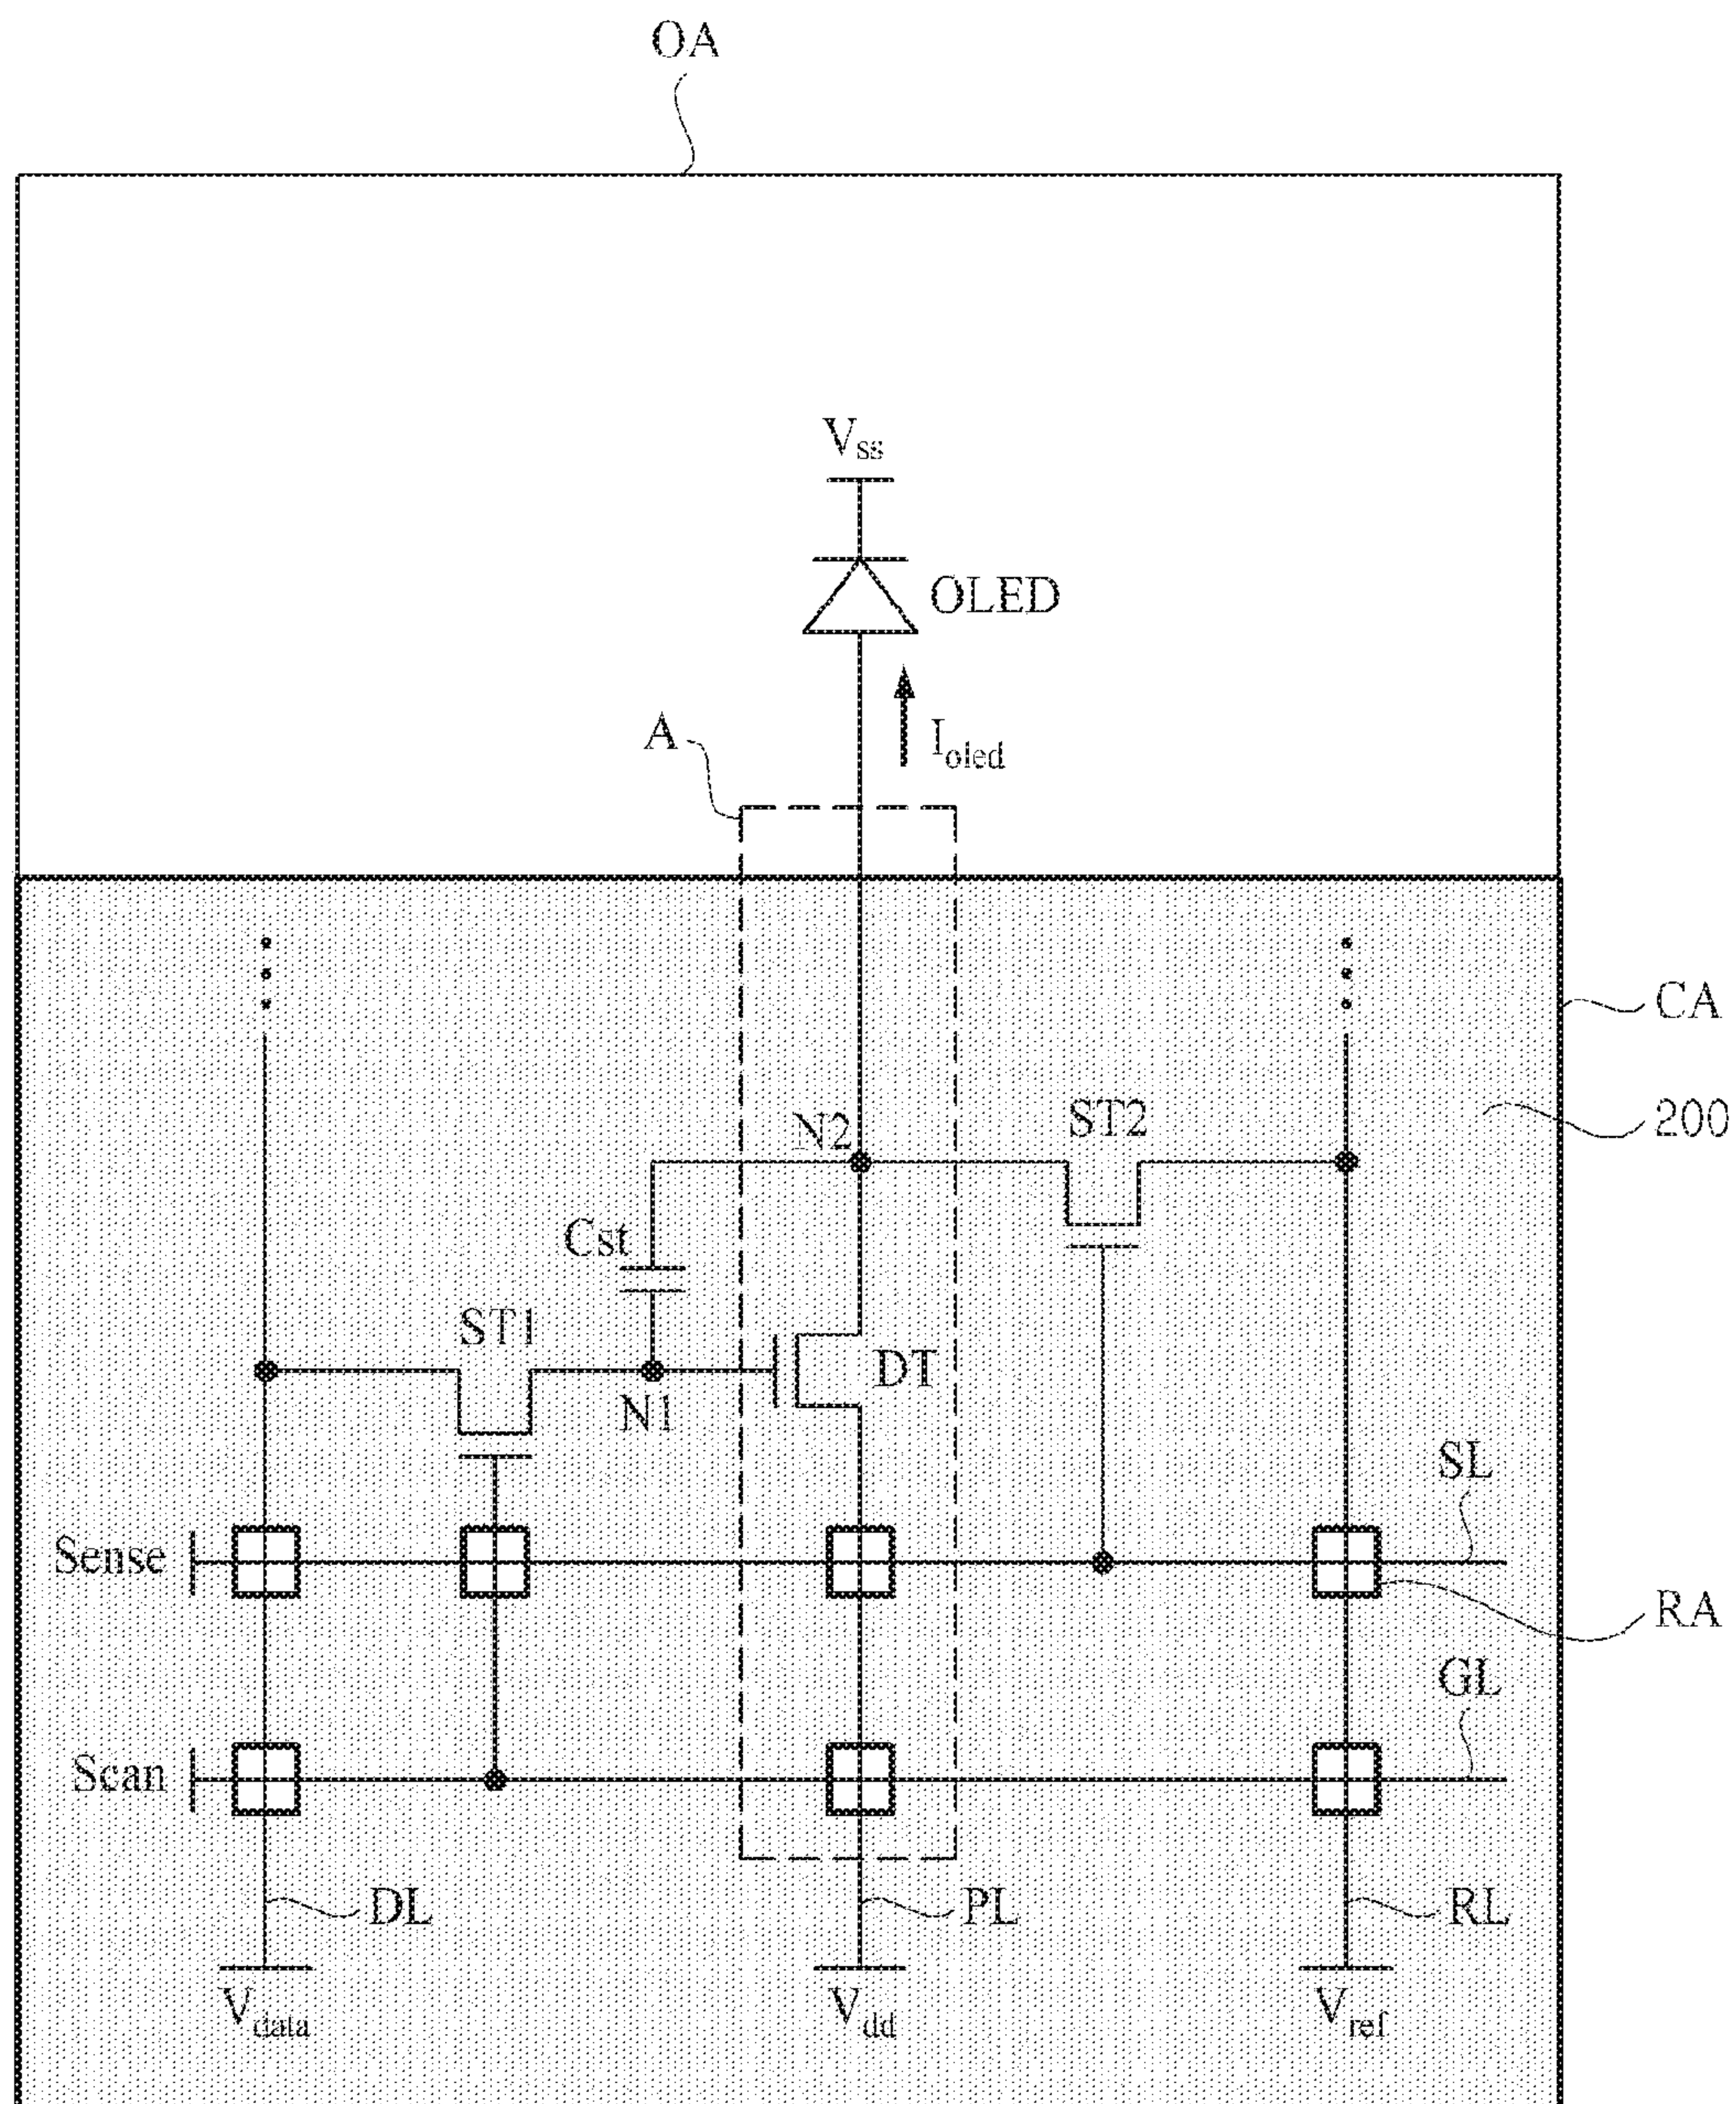 OA
Vss
OLED
A
Ioled
CA
200
N2
ST2
Cst
ST1
DT
N1
SL
Sense
RA
GL
Scan
DL
PL
RL
Vdata
Vdd
Vref